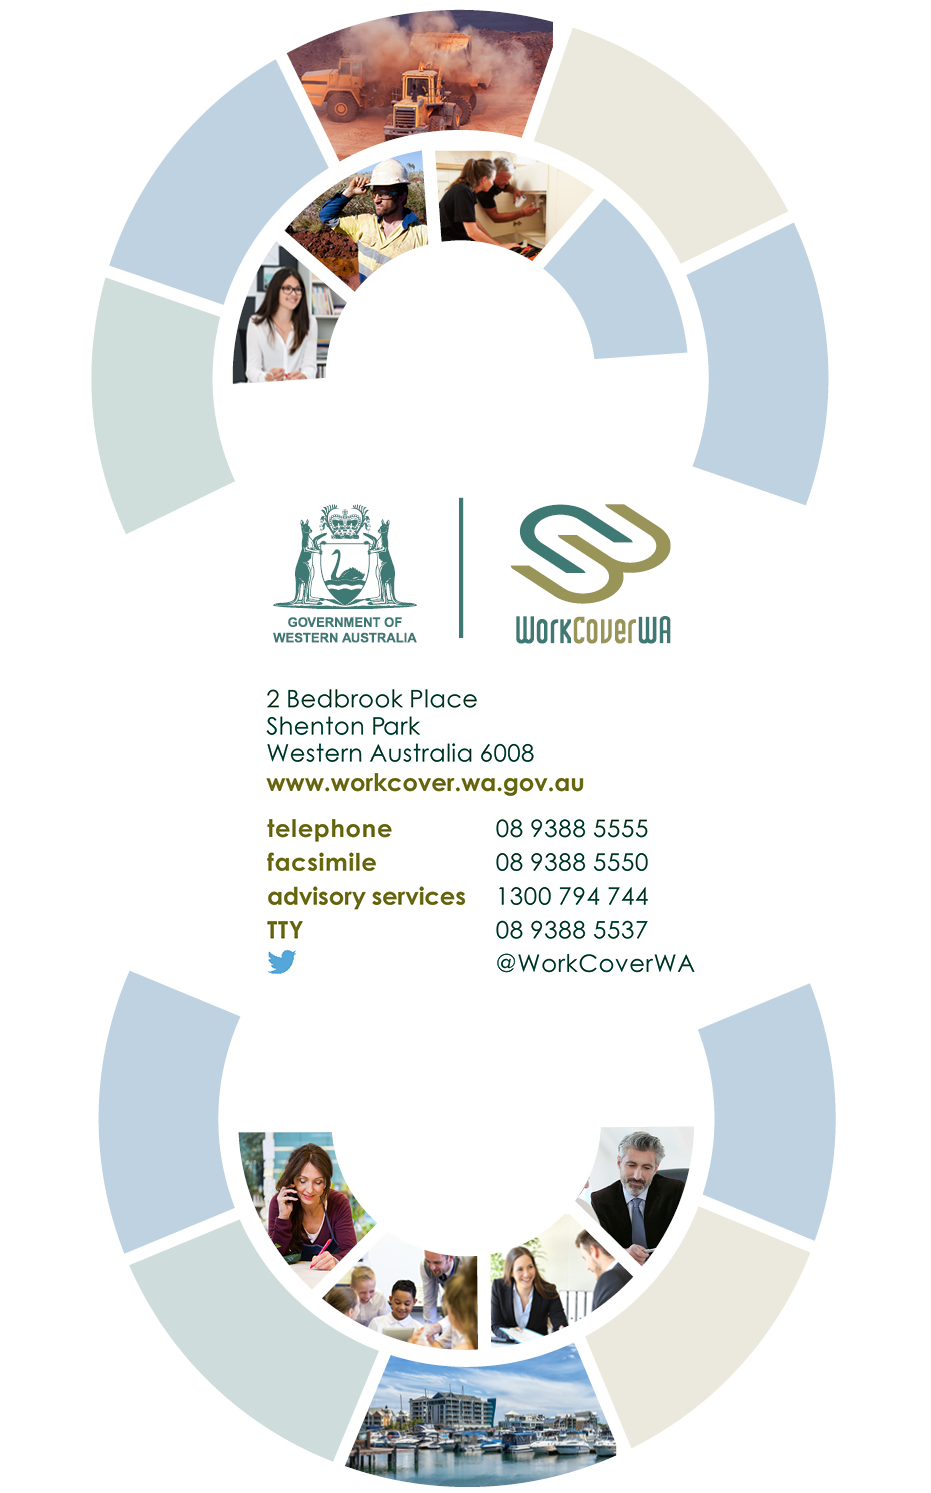 GOVERNMENT OF
WESTERN AUSTRALIA
WORKCOVERWA
2 Bedbrook Place
Shenton Park
Western Australia 6008
www.workcover.wa.gov.au
telephone 08 9388 5555
facsimile 08 9388 5550
advisory services 1300 794 744
TTY 08 9388 5537
@WorkCoverWA